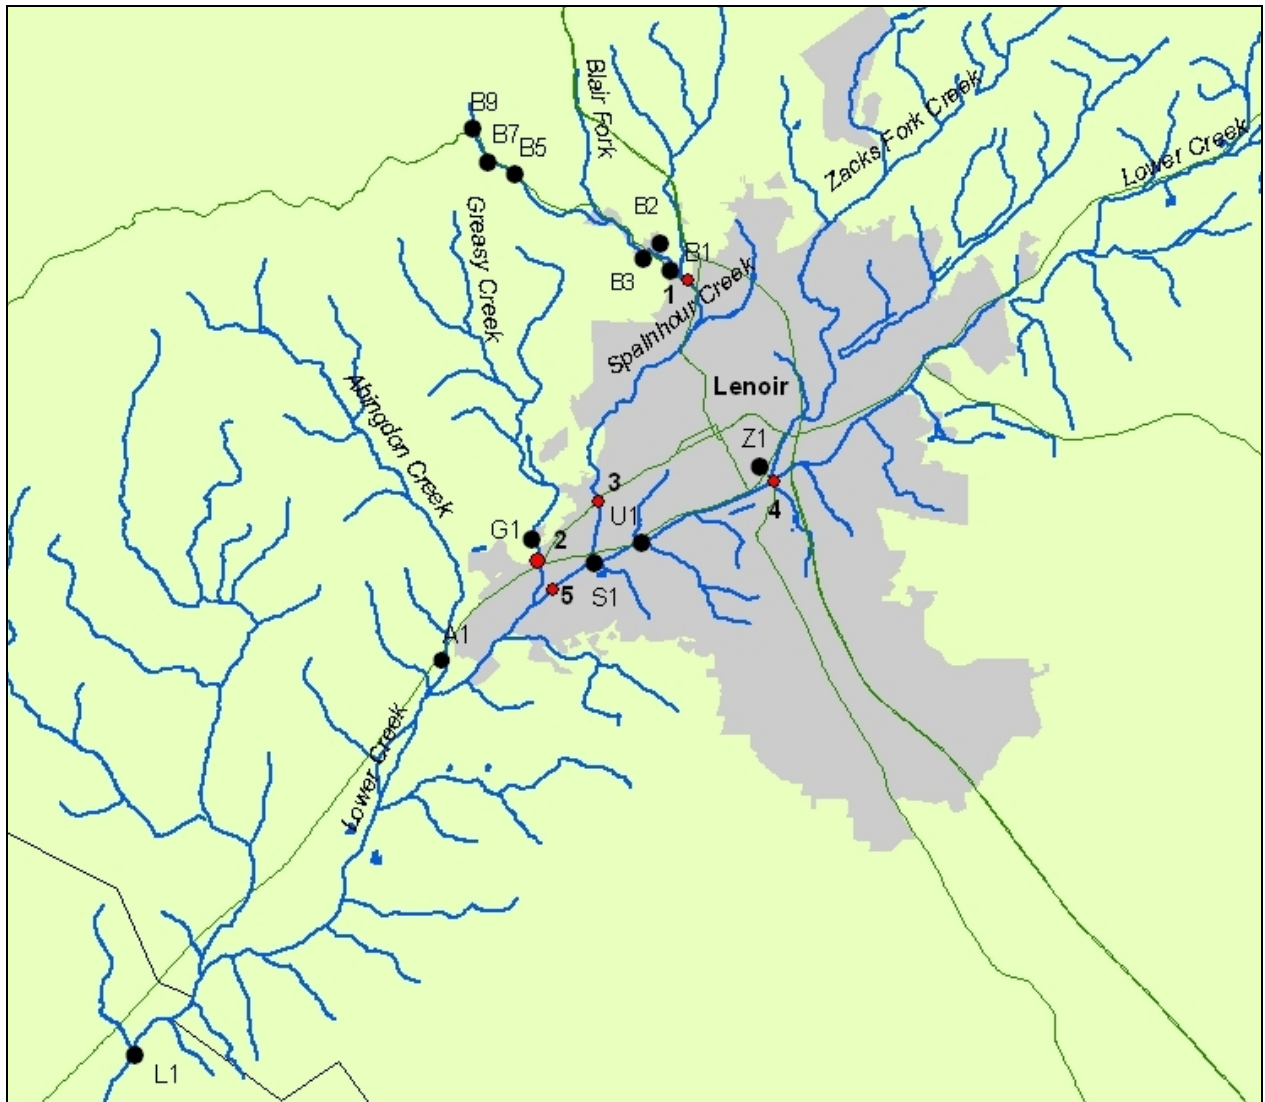 B9
B7
B5
Blair Fork
Zacks Fork Creek
Lower Creek
Greasy Creek
B2
B1
B3
1
Spainhour Creek
Lenoir
Abingdon Creek
Z1
3
U1
4
G1
2
S1
5
A1
Lower Creek
L1